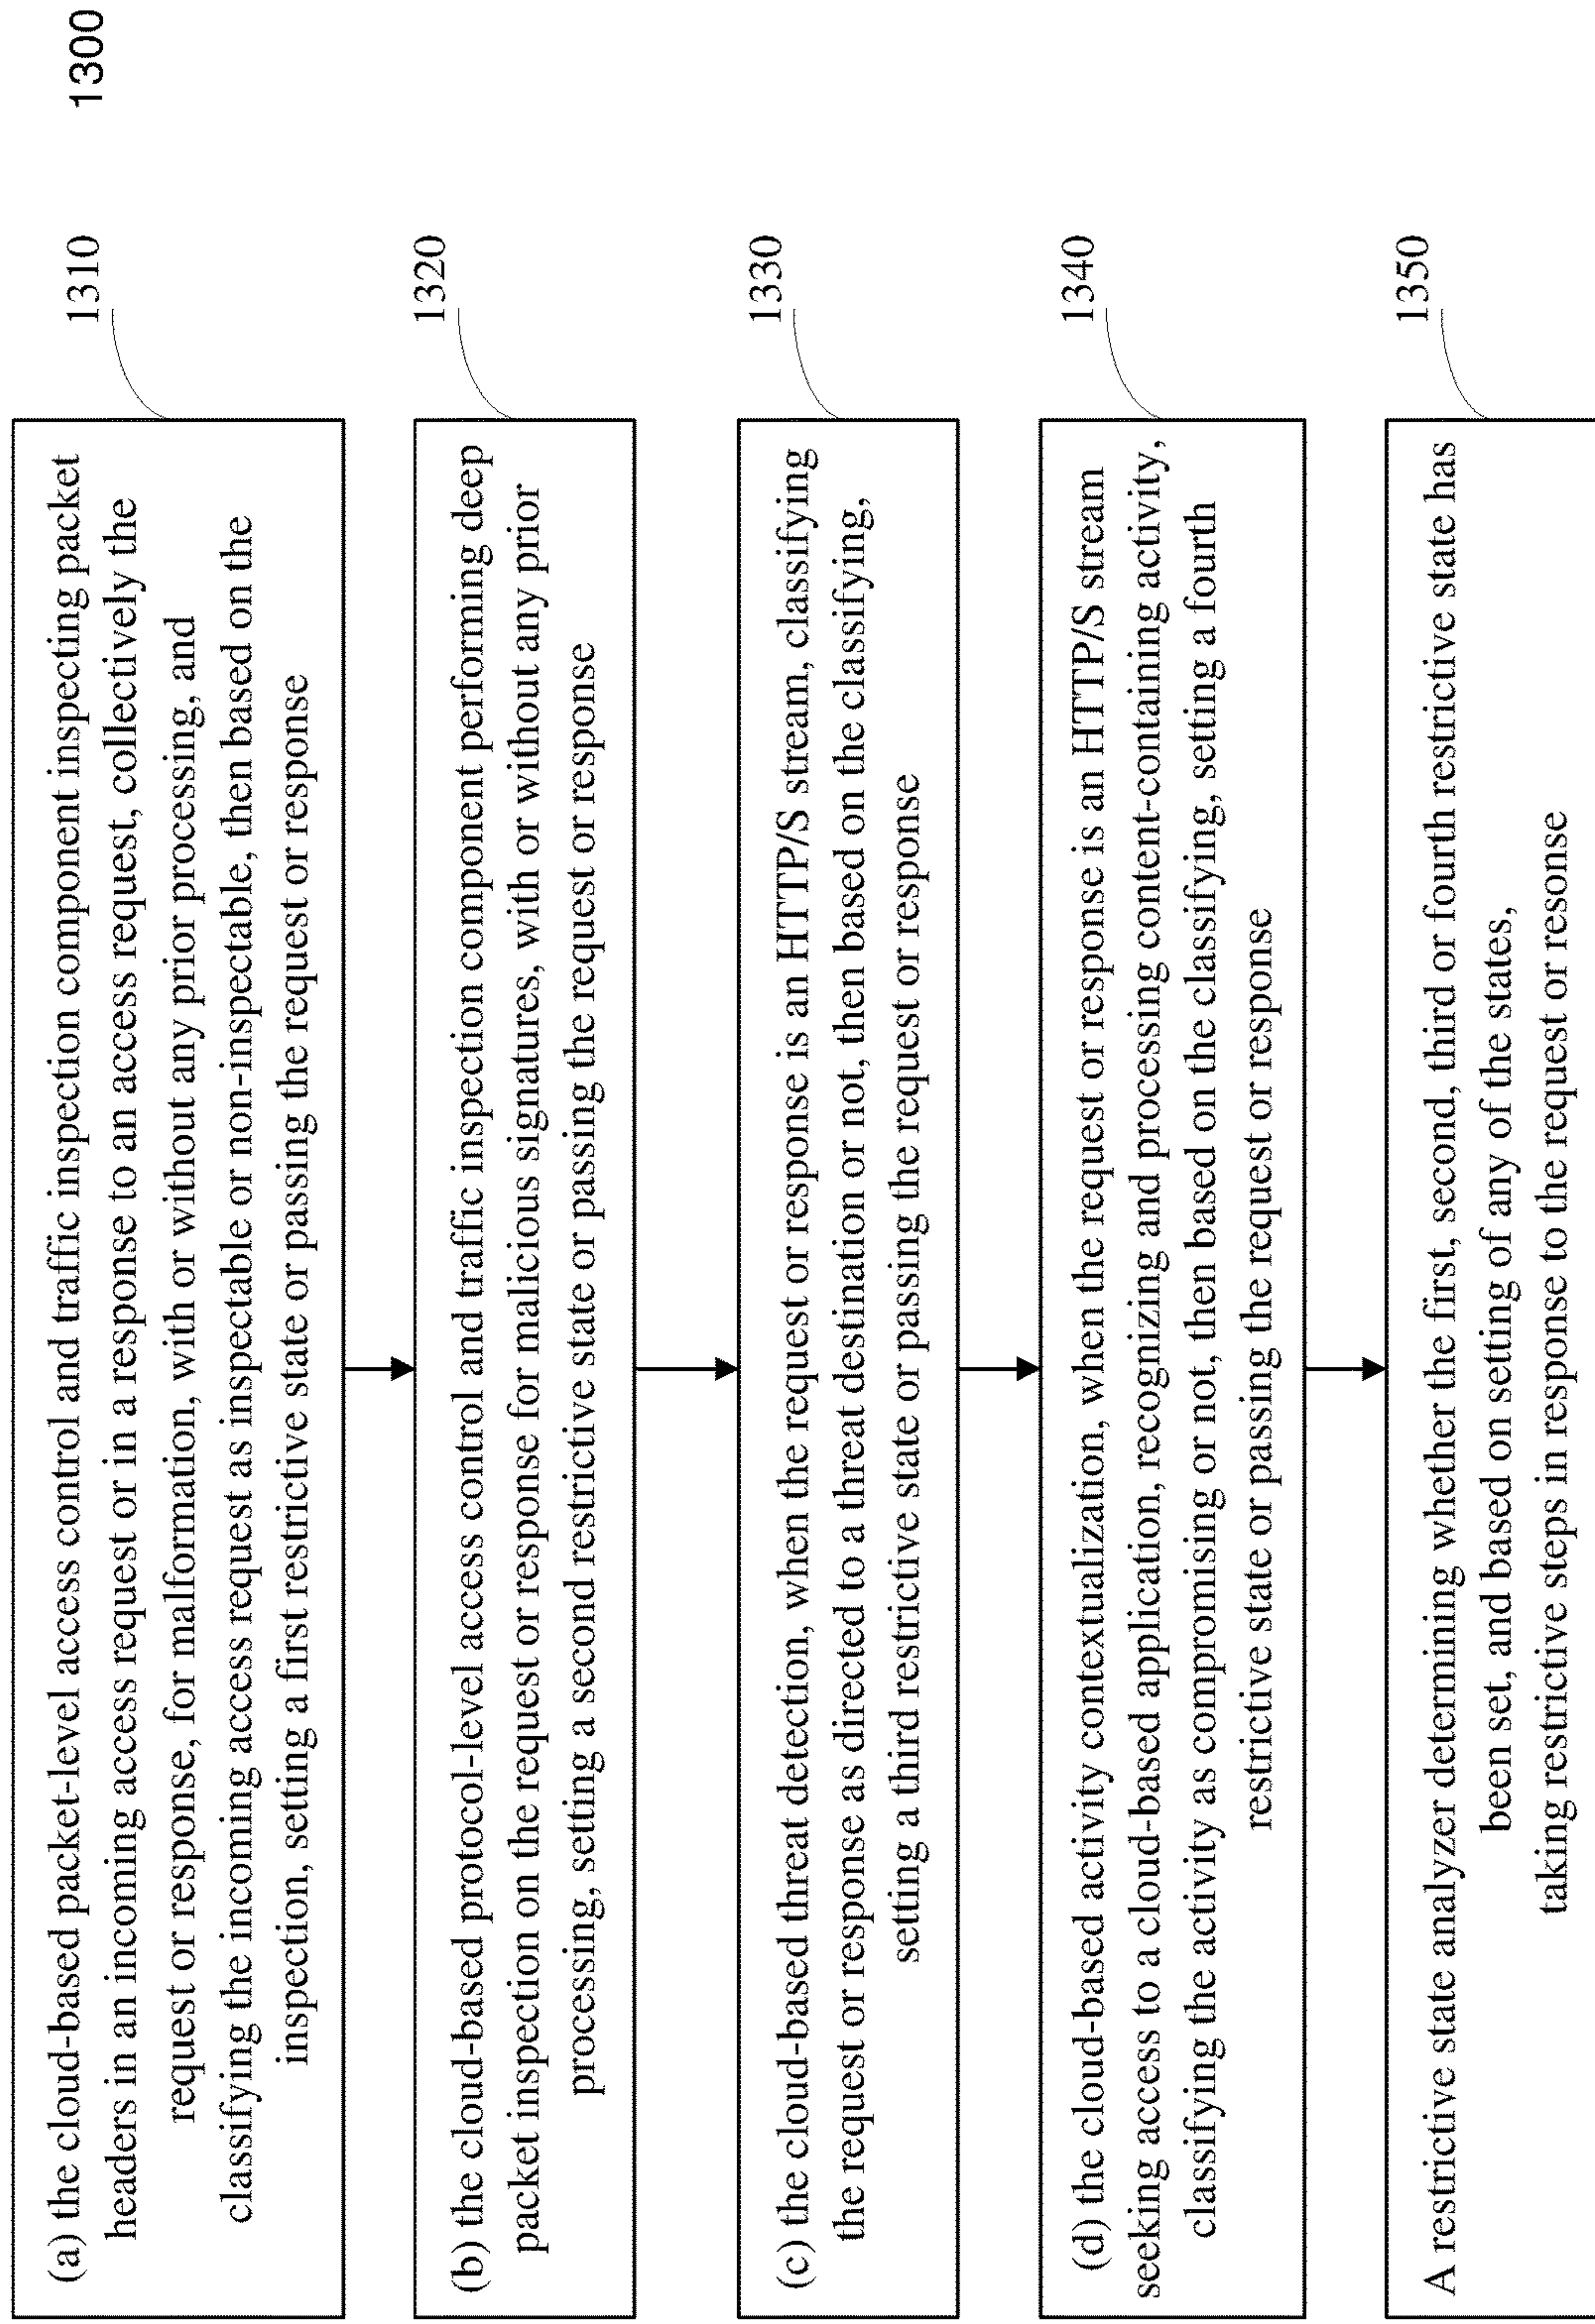 1300
1310
(a) the cloud-based packet-level access control and traffic inspection component inspecting packet
headers in an incoming access request or in a response to an access request, collectively the
request or response, for malformation, with or without any prior processing, and
classifying the incoming access request as inspectable or non-inspectable, then based on the
inspection, setting a first restrictive state or passing the request or response
1320
(b) the cloud-based protocol-level access control and traffic inspection component performing deep
packet inspection on the request or response for malicious signatures, with or without any prior
processing, setting a second restrictive state or passing the request or response
1330
(c) the cloud-based threat detection, when the request or response is an HTTP/S stream, classifying
the request or response as directed to a threat destination or not, then based on the classifying,
setting a third restrictive state or passing the request or response
1340
(d) the cloud-based activity contextualization, when the request or response is an HTTP/S stream
seeking access to a cloud-based application, recognizing and processing content-containing activity,
classifying the activity as compromising or not, then based on the classifying, setting a fourth
restrictive state or passing the request or response
1350
A restrictive state analyzer determining whether the first, second, third or fourth restrictive state has
been set, and based on setting of any of the states,
taking restrictive steps in response to the request or resonse